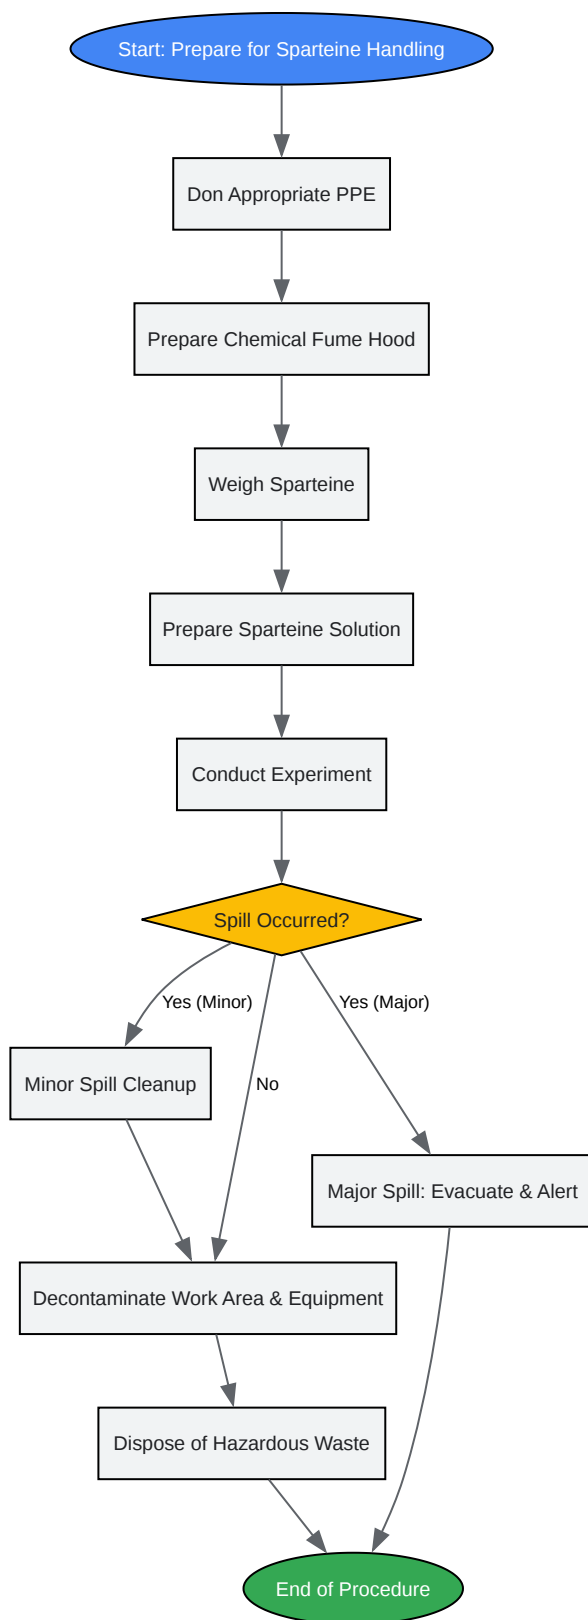 Start: Prepare for Sparteine Handling
Don Appropriate PPE
Prepare Chemical Fume Hood
Weigh Sparteine
Prepare Sparteine Solution
Conduct Experiment
Spill Occurred?
Yes (Minor)
Yes (Major)
Minor Spill Cleanup
No
Major Spill: Evacuate & Alert
Decontaminate Work Area & Equipment
Dispose of Hazardous Waste
End of Procedure